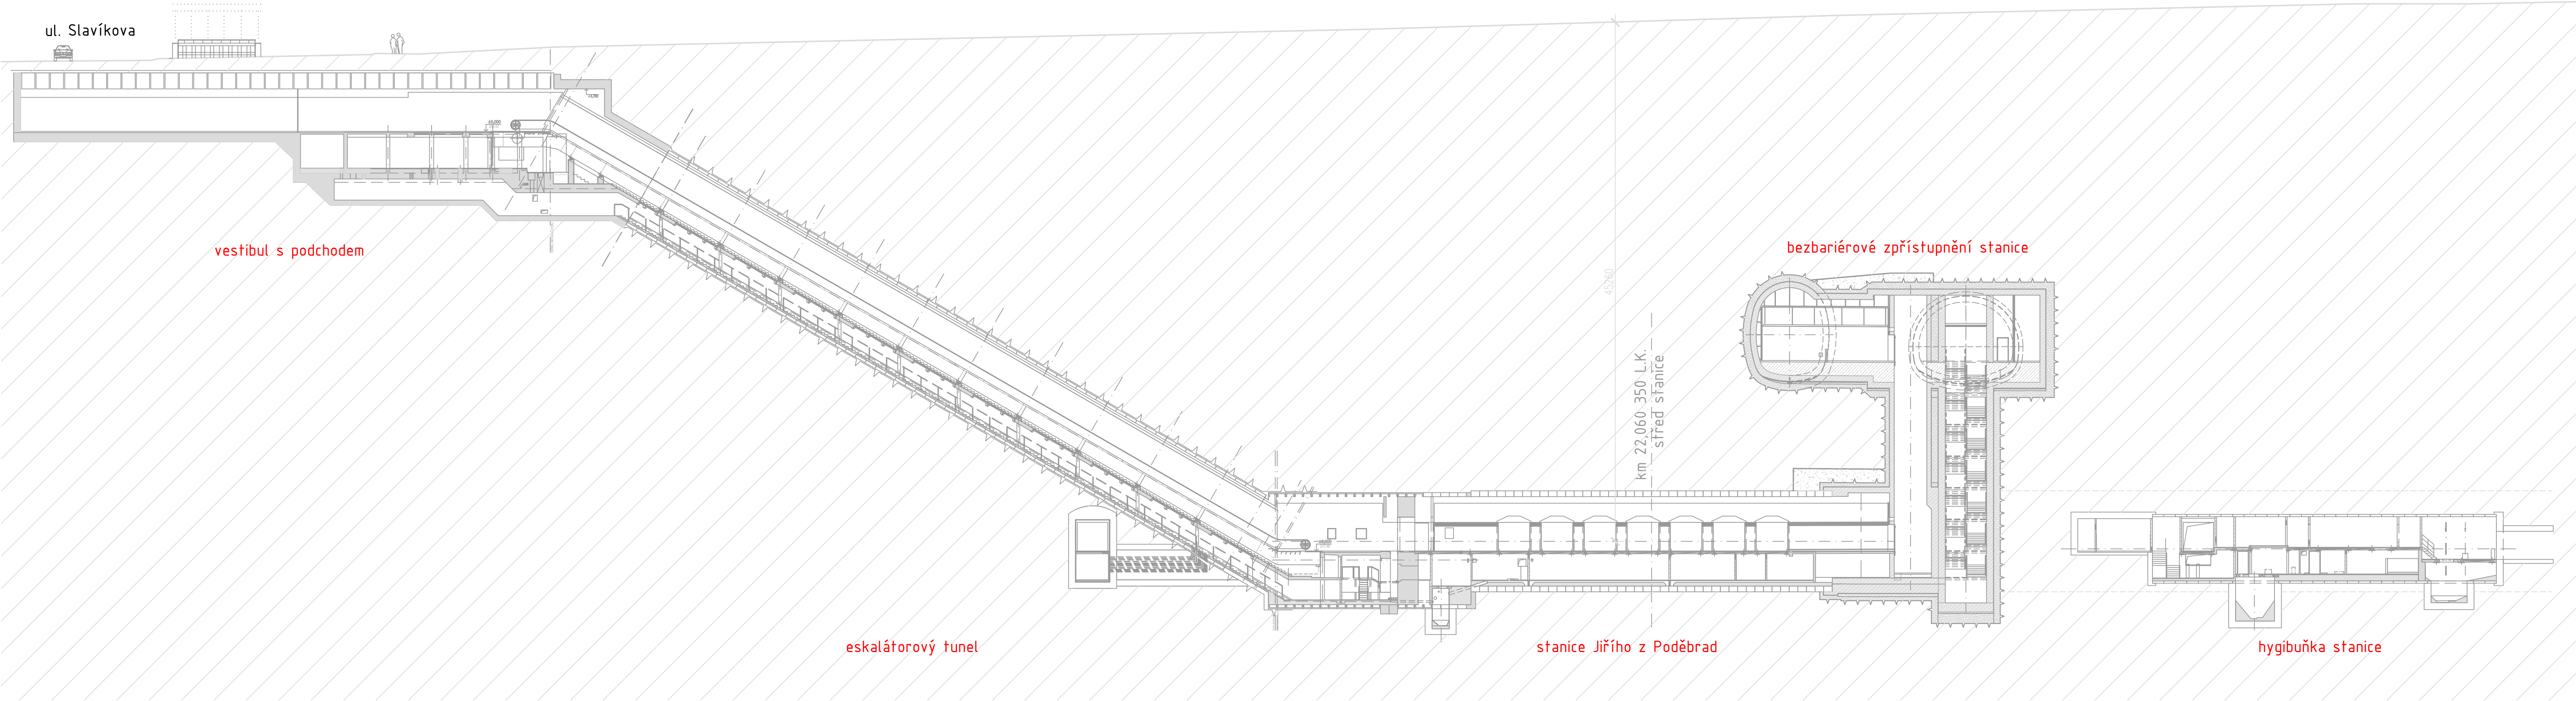 ul. Slavíkova
vestibul s podchodem
bezbariérové zpřístupnění stanice
45260
km 22,060 350 L.K.
střed stanice
eskalátorový tunel
stanice Jiřího z Poděbrad
hygibuňka stanice